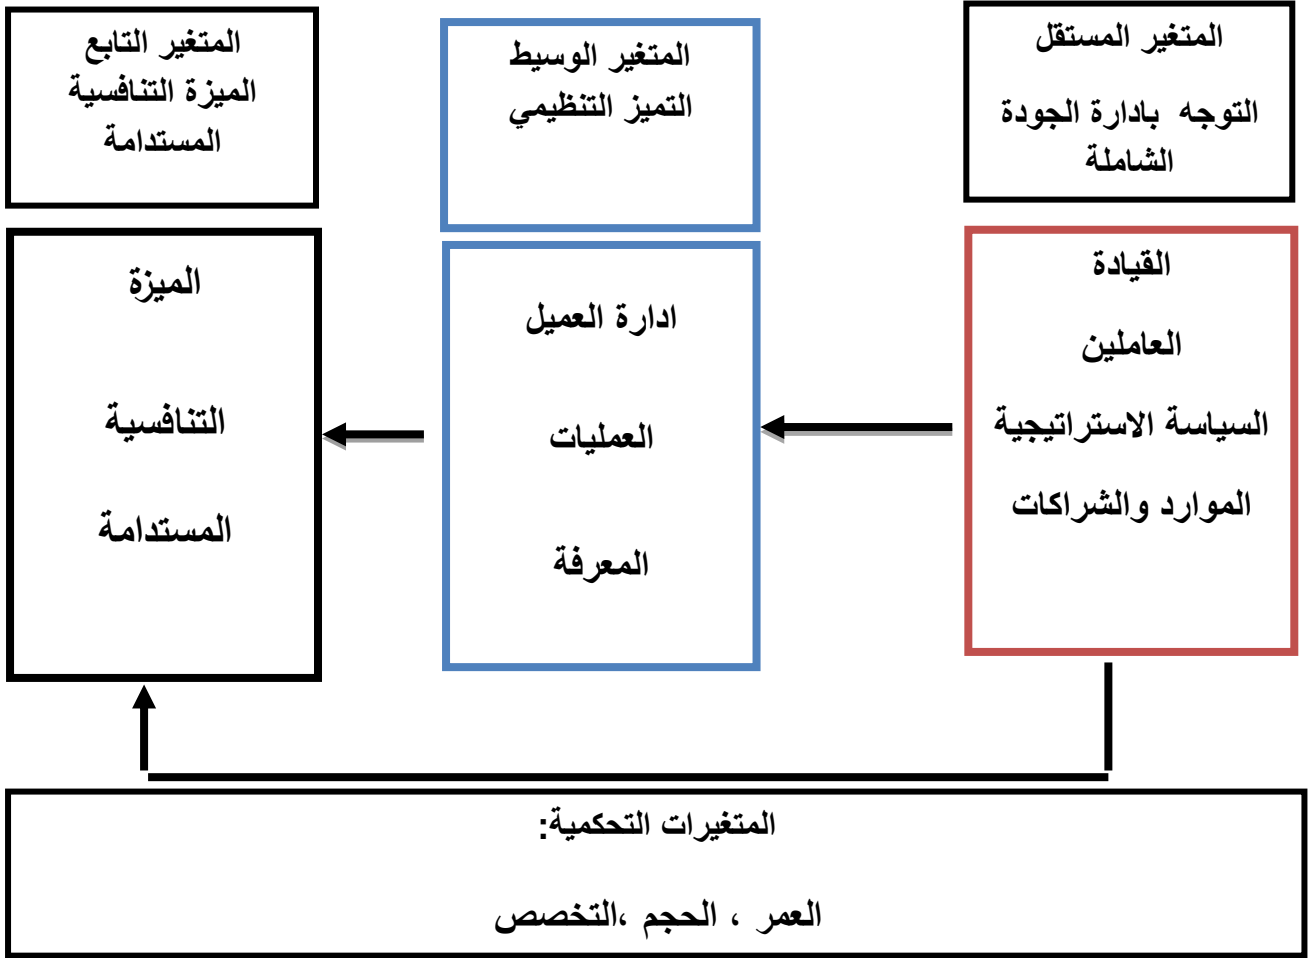 المتغير المستقل
التوجه بادارة الجودة
الشاملة
المتغير الوسيط
التميز التنظيمي
المتغير التابع
الميزة التنافسية
المستدامة
القيادة
العاملين
السياسة الاستراتيجية
الموارد والشراكات
ادارة العميل
العمليات
المعرفة
الميزة
التنافسية
المستدامة
المتغيرات التحكمية:
العمر ، الحجم ،التخصص